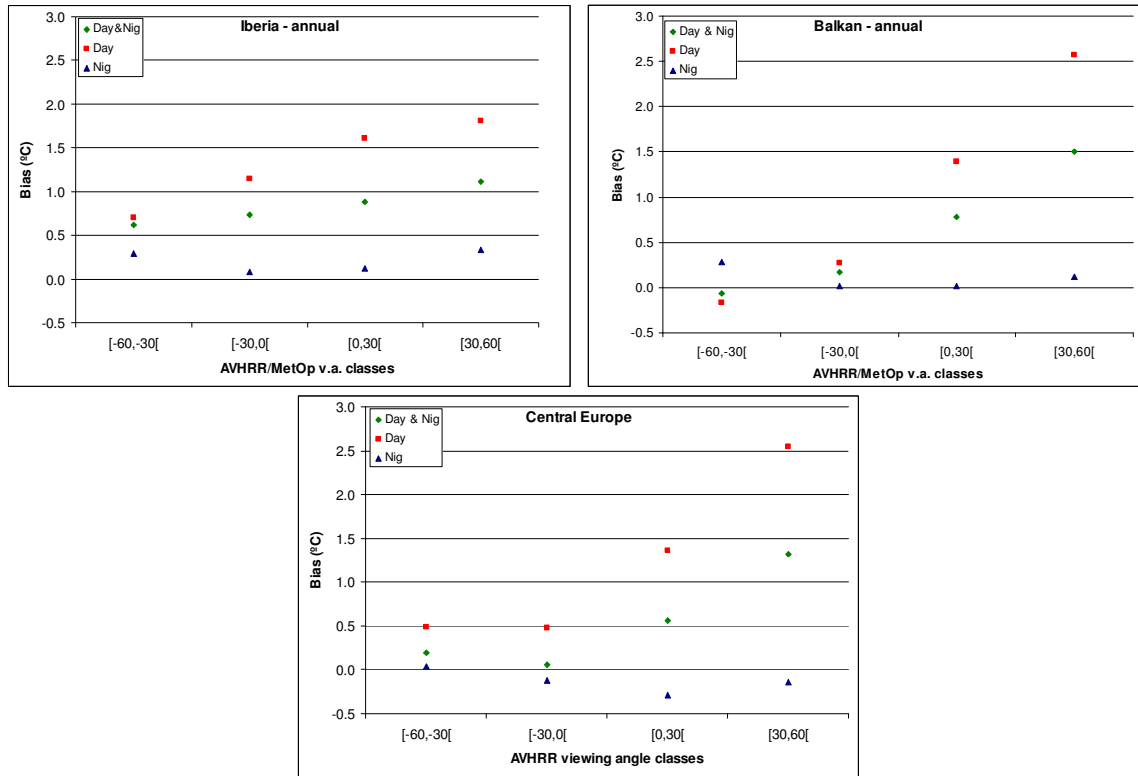 Iberia - annual
Day&Nig
Day
Nig
3.0
2.5
2.0
1.5
1.0
0.5
0.0
-0.5
Bias (ºC)
[-60,-30[
[-30,0[
[0,30[
[30,60[
AVHRR/MetOp v.a. classes
Balkan - annual
Day & Nig
Day
Nig
3.0
2.5
2.0
1.5
1.0
0.5
0.0
-0.5
Bias (ºC)
[-60,-30[
[-30,0[
[0,30[
[30,60[
AVHRR/MetOp v.a. classes
Central Europe
Day & Nig
Day
Nig
3.0
2.5
2.0
1.5
1.0
0.5
0.0
-0.5
Bias (ºC)
[-60,-30[
[-30,0[
[0,30[
[30,60[
AVHRR viewing angle classes